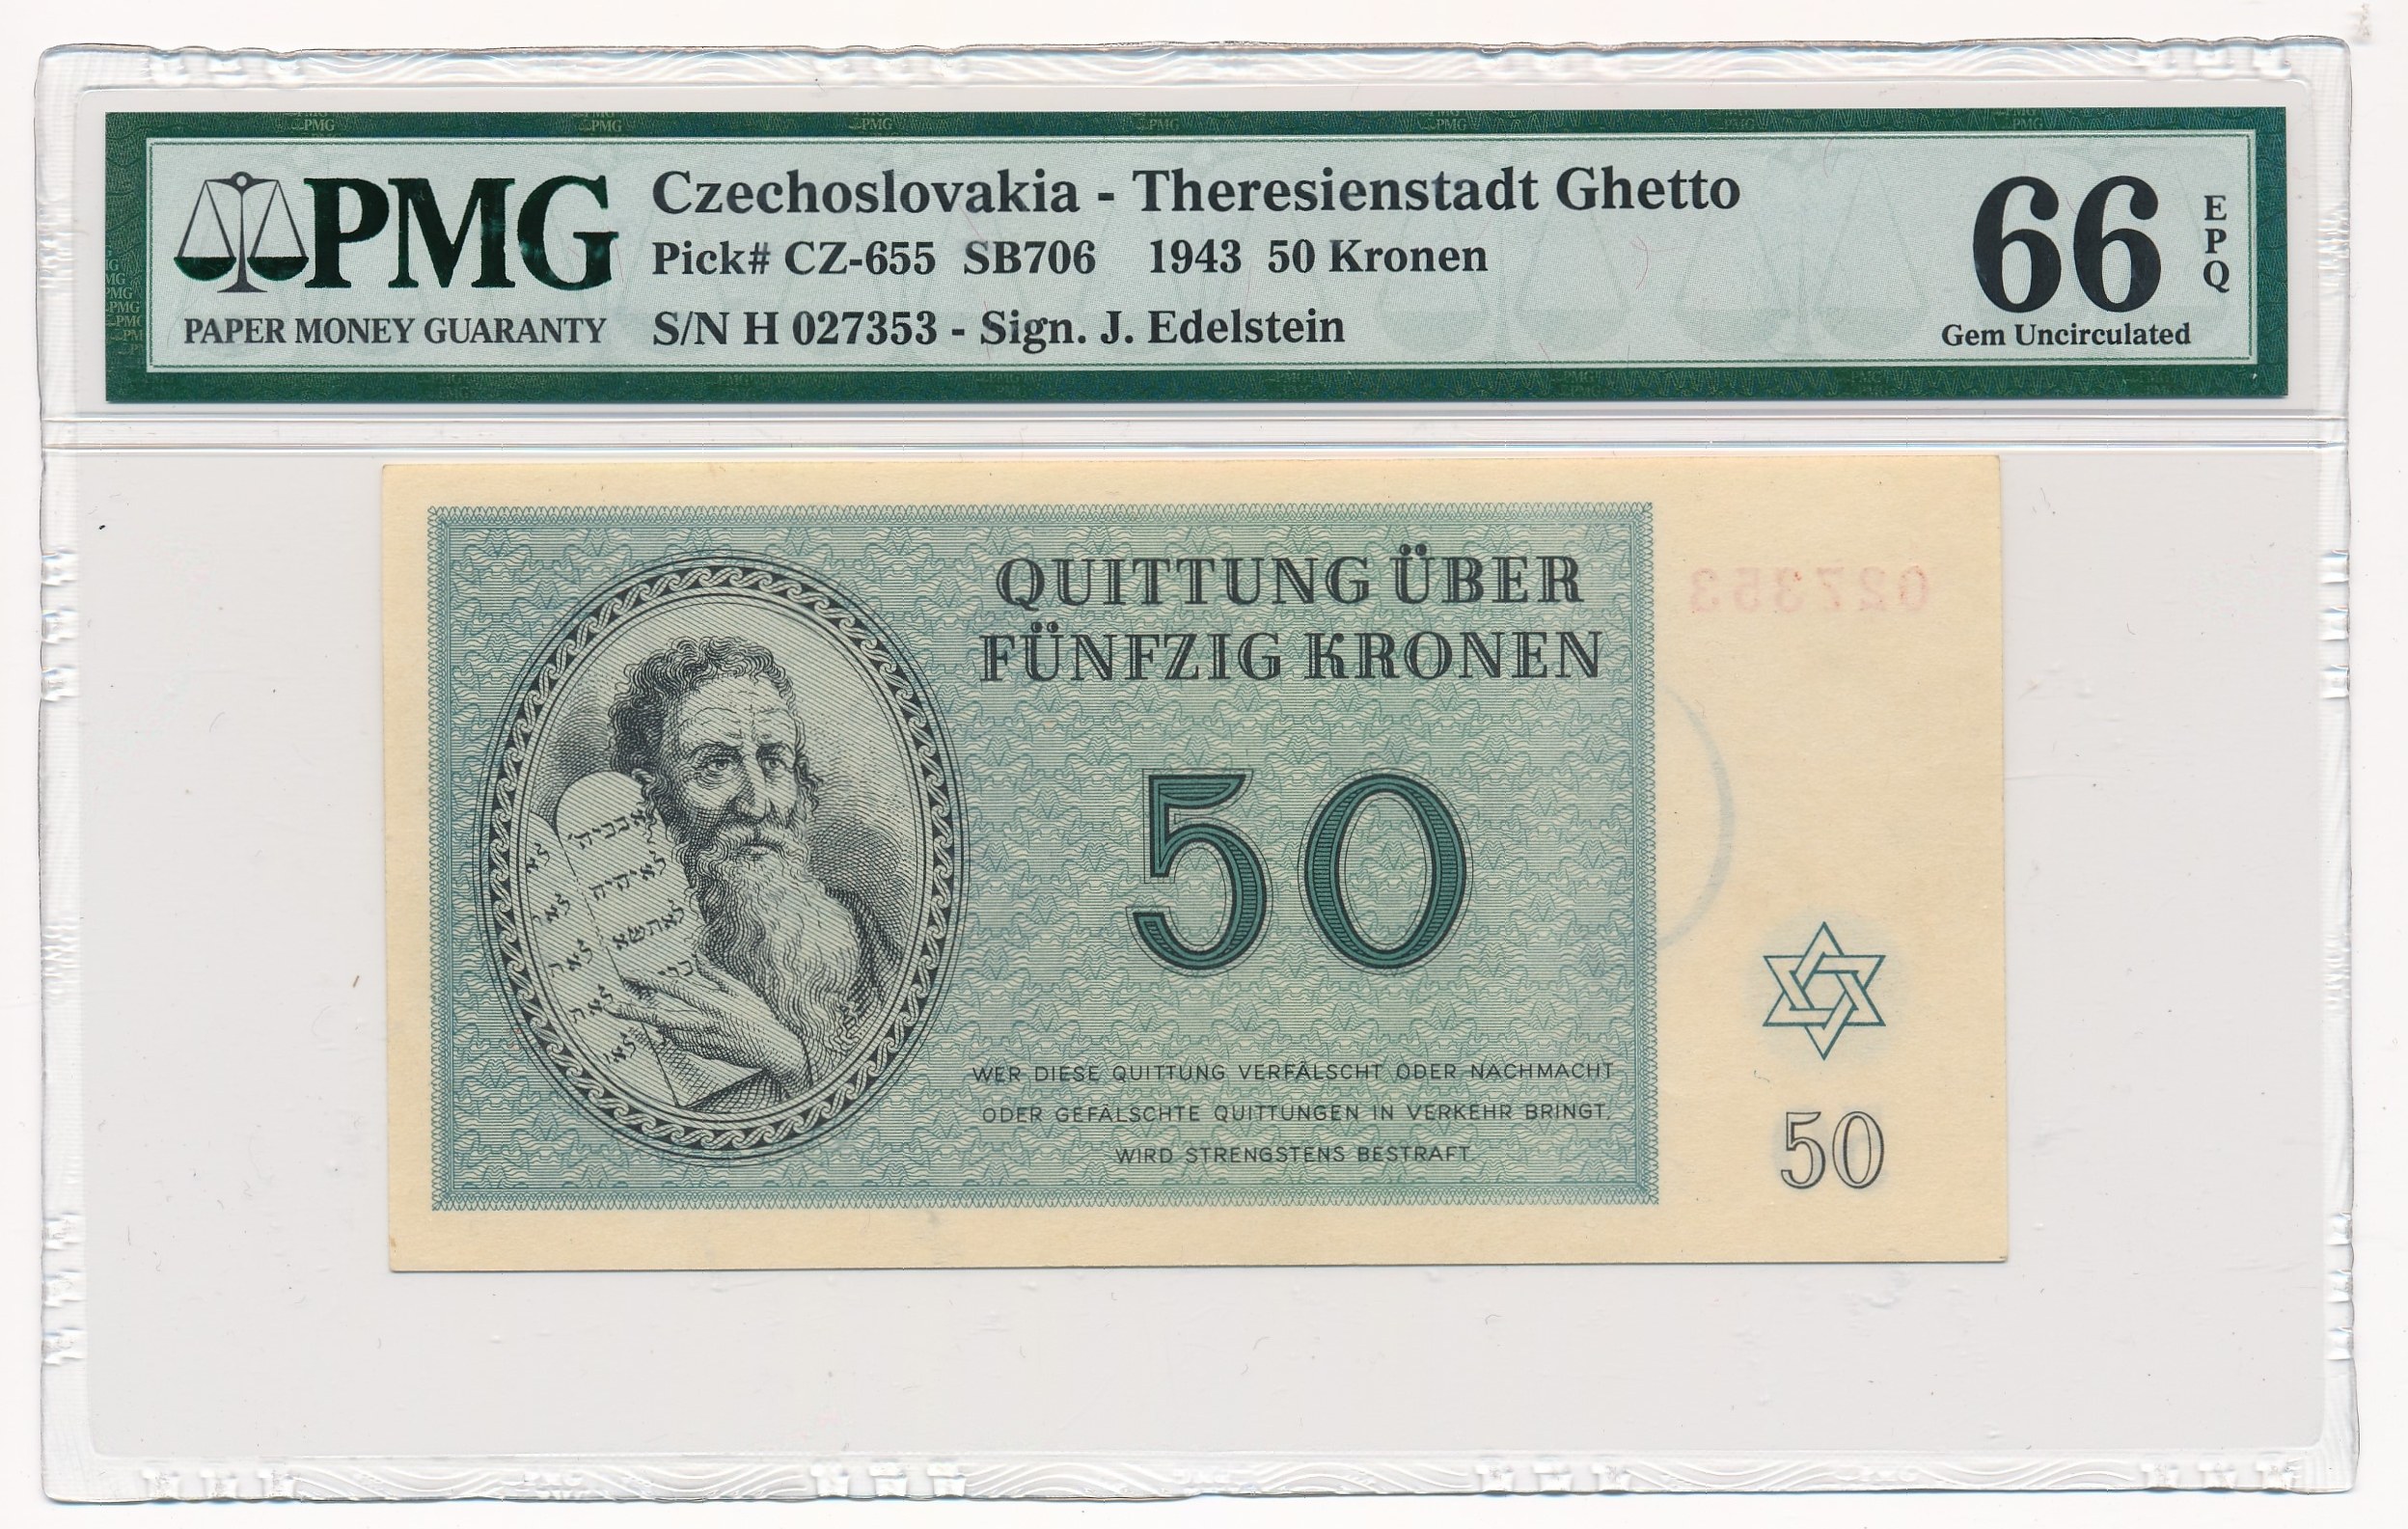 PMG
PAPER MONEY GUARANTY
Czechoslovakia - Theresienstadt Ghetto
Pick# CZ-655 SB706 1943 50 Kronen
S/N H 027353 - Sign. J. Edelstein
66
EPQ
Gem Uncirculated
QUITTUNG ÜBER
FÜNFZIG KRONEN
027353
50
WER DIESE QUITTUNG VERFÄLSCHT ODER NACHMACHT
ODER GEFÄLSCHTE QUITTUNGEN IN VERKEHR BRINGT,
WIRD STRENGSTENS BESTRAFT.
50